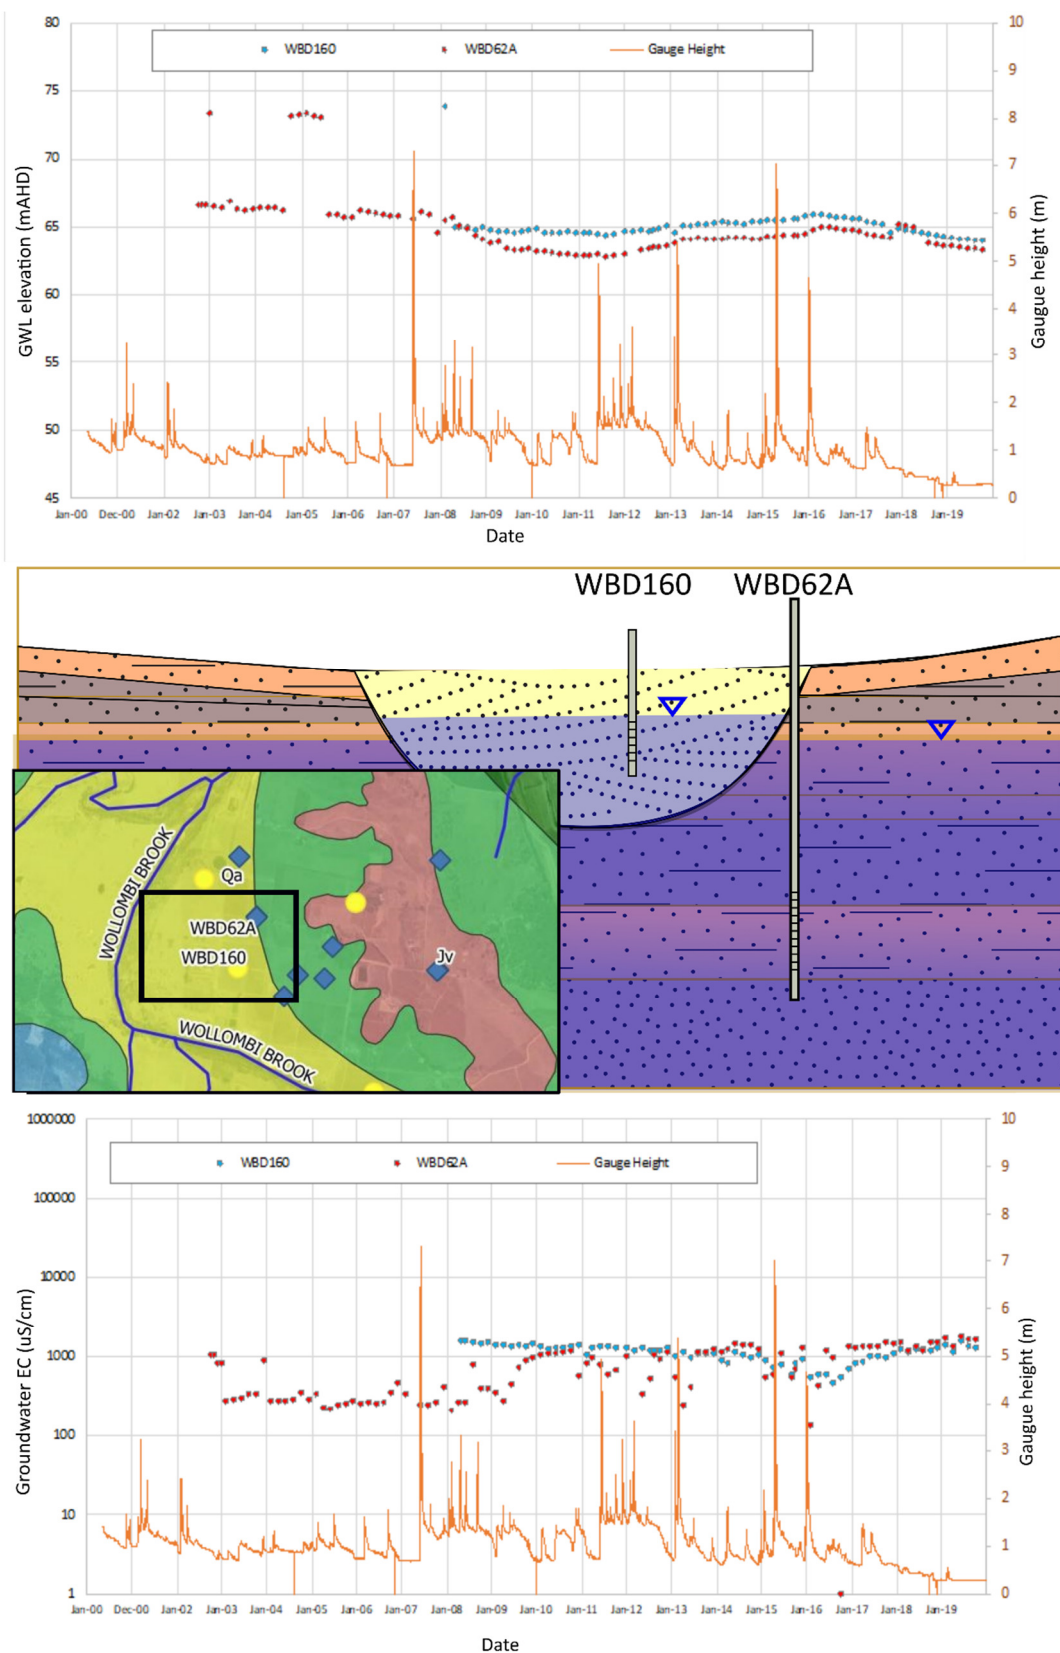 WBD160 WBD62A Gauge Height
80 10
75 9
70 8
65 7
60 6
55 5
50 4
45 3
2
1
0
GWL elevation (mAHD)
Gaugue height (m)
Jan-00 Dec-00 Jan-02 Jan-03 Jan-04 Jan-05 Jan-06 Jan-07 Jan-08 Jan-09 Jan-10 Jan-11 Jan-12 Jan-13 Jan-14 Jan-15 Jan-16 Jan-17 Jan-18 Jan-19
Date
WBD160 WBD62A
WOLLOMBI BROOK
Qa
WBD62A
WBD160
Jv
WOLLOMBI BROOK
WBD160 WBD62A Gauge Height
1000000 10
100000 9
10000 8
1000 7
100 6
10 5
1 4
3
2
1
0
Groundwater EC (uS/cm)
Gaugue height (m)
Jan-00 Dec-00 Jan-02 Jan-03 Jan-04 Jan-05 Jan-06 Jan-07 Jan-08 Jan-09 Jan-10 Jan-11 Jan-12 Jan-13 Jan-14 Jan-15 Jan-16 Jan-17 Jan-18 Jan-19
Date